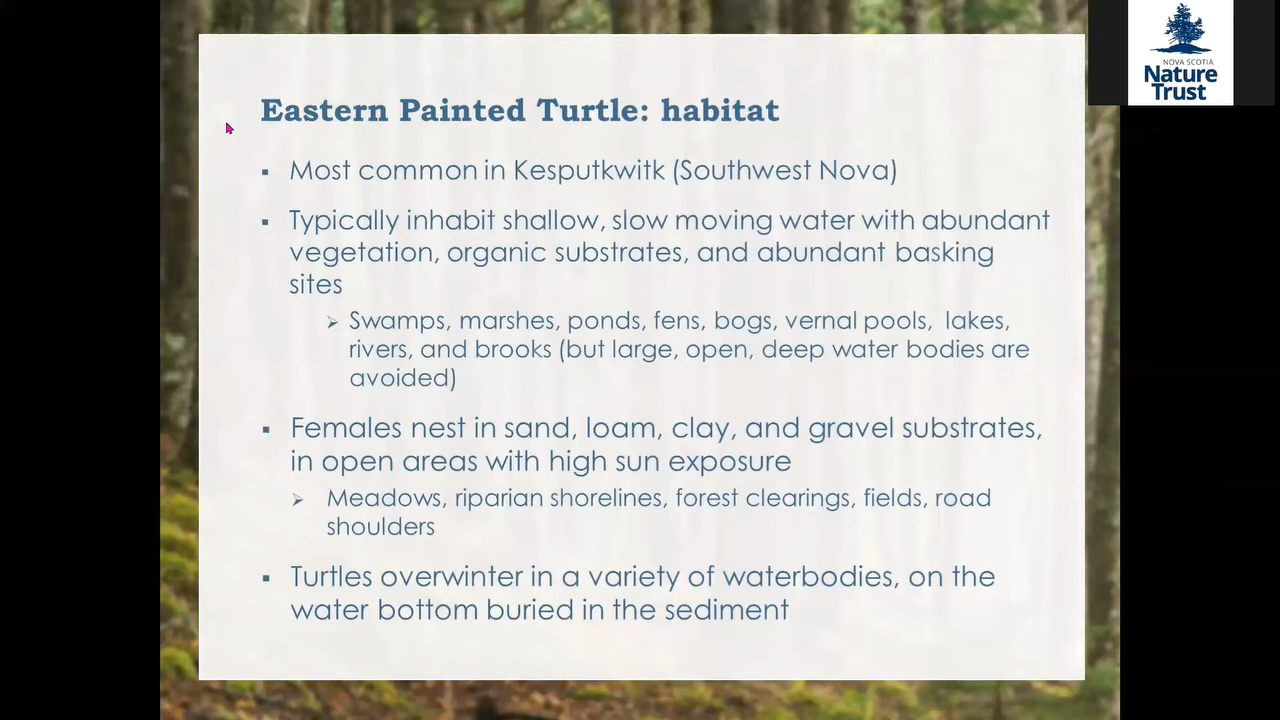 NOVA SCOTIA
Nature
Trust
Eastern Painted Turtle: habitat
▪ Most common in Kesputkwitk (Southwest Nova)
▪ Typically inhabit shallow, slow moving water with abundant
vegetation, organic substrates, and abundant basking
sites
➢ Swamps, marshes, ponds, fens, bogs, vernal pools, lakes,
rivers, and brooks (but large, open, deep water bodies are
avoided)
▪ Females nest in sand, loam, clay, and gravel substrates,
in open areas with high sun exposure
➢ Meadows, riparian shorelines, forest clearings, fields, road
shoulders
▪ Turtles overwinter in a variety of waterbodies, on the
water bottom buried in the sediment